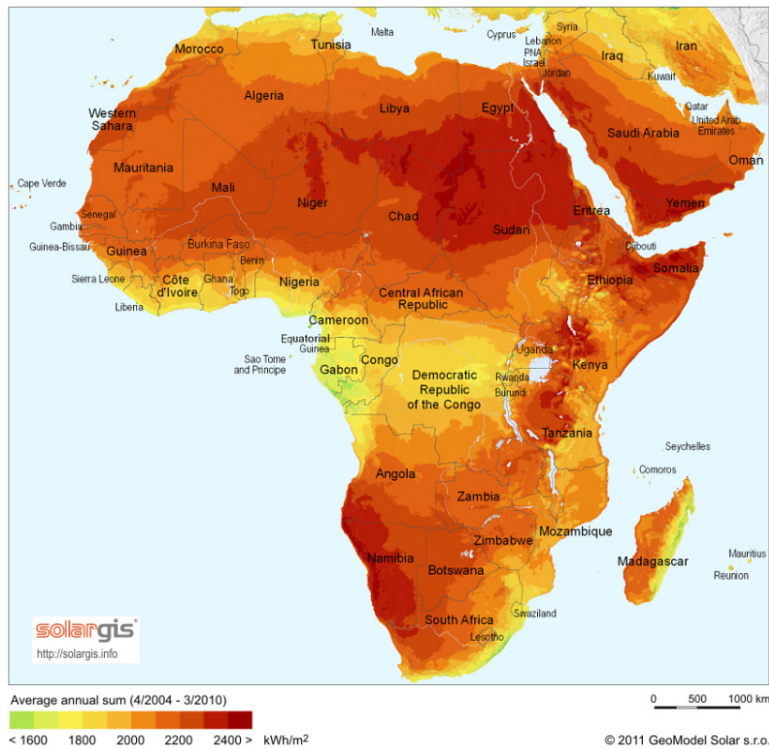 Malta
Cyprus
Syria
Lebanon
PNA
Israel
Jordan
Iraq
Iran
Kuwait
Morocco
Tunisia
Algeria
Libya
Egypt
Qatar
United Arab
Emirates
Western
Sahara
Saudi Arabia
Oman
Mauritania
Mali
Niger
Chad
Sudan
Eritrea
Yemen
Cape Verde
Senegal
Gambia
Guinea-Bissau
Guinea
Burkina Faso
Benin
Djibouti
Sierra Leone
Côte
d'Ivoire
Ghana
Togo
Nigeria
Ethiopia
Somalia
Liberia
Central African
Republic
Cameroon
Equatorial
Guinea
Sao Tome
and Principe
Gabon
Congo
Democratic
Republic
of the Congo
Uganda
Kenya
Rwanda
Burundi
Tanzania
Seychelles
Comoros
Angola
Zambia
Mozambique
Zimbabwe
Madagascar
Mauritius
Reunion
Namibia
Botswana
Swaziland
South Africa
Lesotho
solargis
http://solargis.info
Average annual sum (4/2004 - 3/2010)
0 500 1000 km
< 1600 1800 2000 2200 2400 > kWh/m²
© 2011 GeoModel Solar s.r.o.